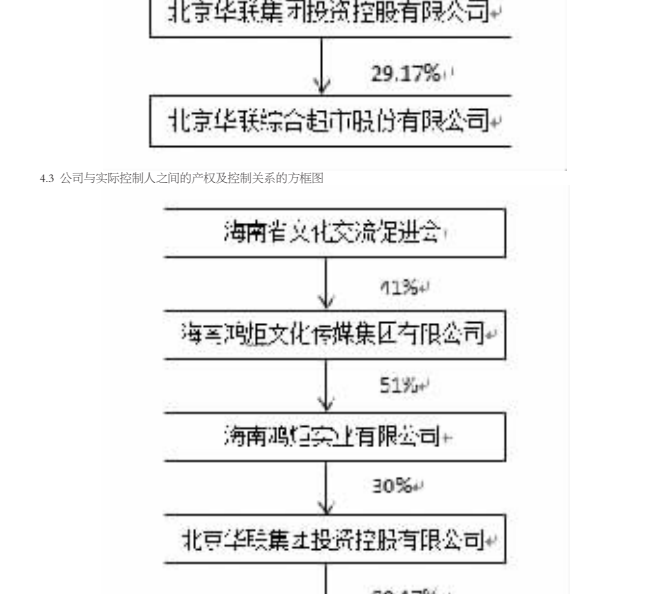 北京华联集团投资控股有限公司
29.17%
北京华联综合超市股份有限公司
4.3 公司与实际控制人之间的产权及控制关系的方框图
海南省文化交流促进会
41%
海南鸿炬文化传媒集团有限公司
51%
海南鸿炬实业有限公司
30%
北京华联集团投资控股有限公司